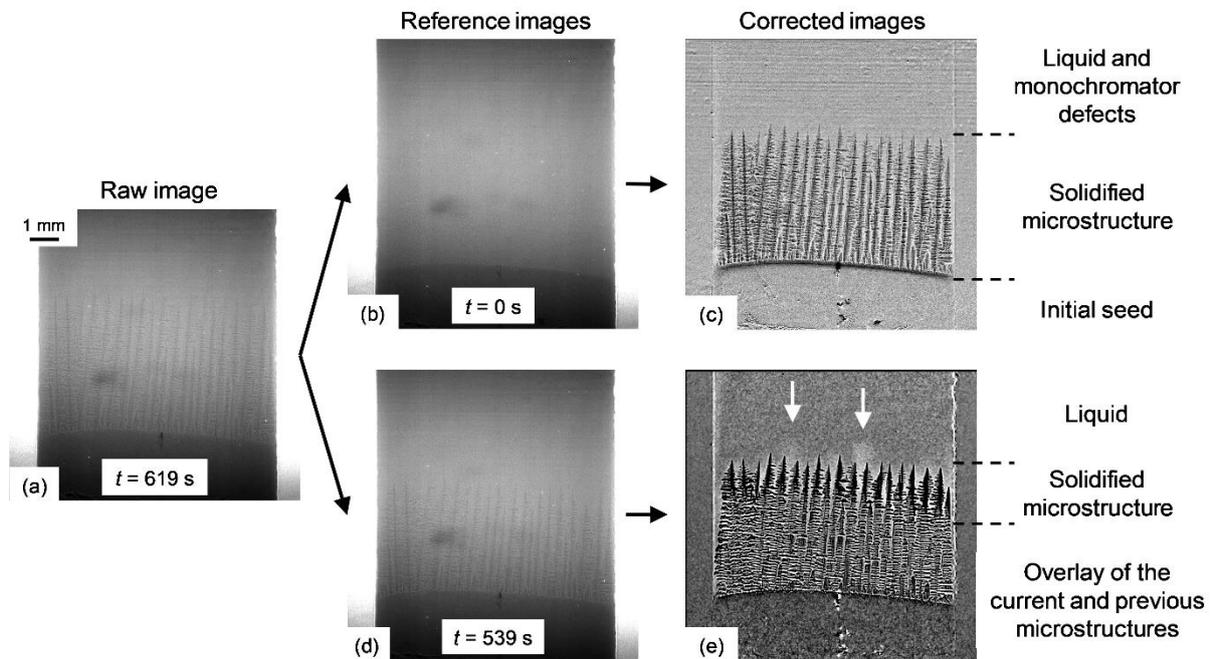 Reference images
Corrected images
Raw image
1 mm
(a)
t = 619 s
(b)
t = 0 s
(c)
Liquid and
monochromator
defects
Solidified
microstructure
Initial seed
(d)
t = 539 s
(e)
Liquid
Solidified
microstructure
Overlay of the
current and previous
microstructures